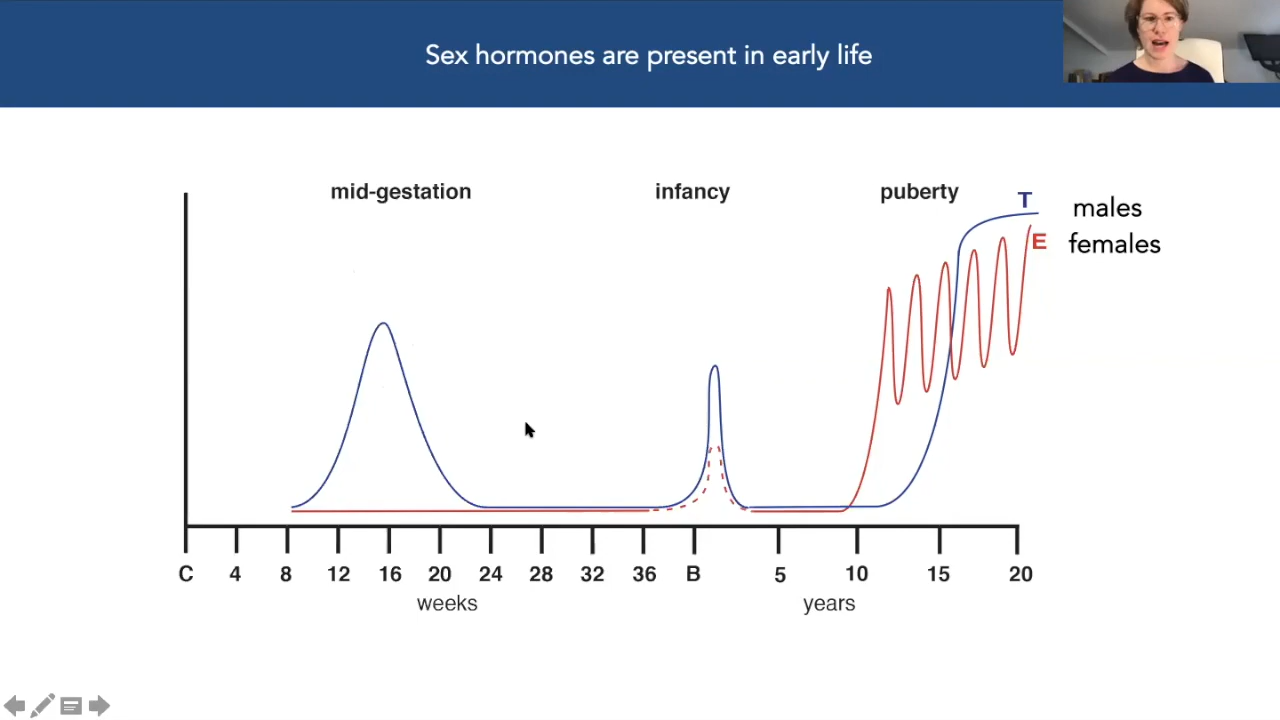 Sex hormones are present in early life
mid-gestation infancy puberty
T males
E females
C 4 8 12 16 20 24 28 32 36 B 5 10 15 20
weeks years